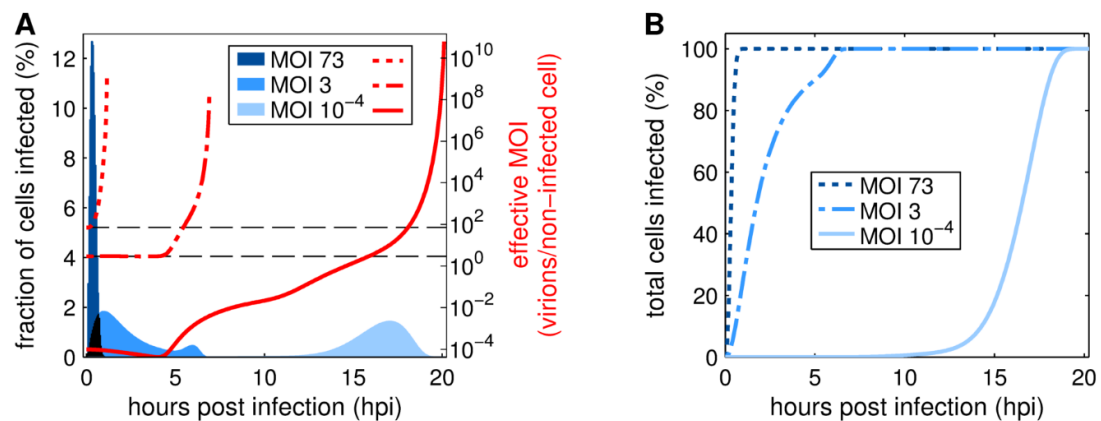 A
fraction of cells infected (%)
12
10
8
6
4
2
0
MOI 73
MOI 3
MOI 10⁻⁴
10¹⁰
10⁸
10⁶
10⁴
10²
10⁰
10⁻²
10⁻⁴
effective MOI
(virions/non−infected cell)
0 5 10 15 20
hours post infection (hpi)
B
total cells infected (%)
100
80
60
40
20
0
MOI 73
MOI 3
MOI 10⁻⁴
0 5 10 15 20
hours post infection (hpi)